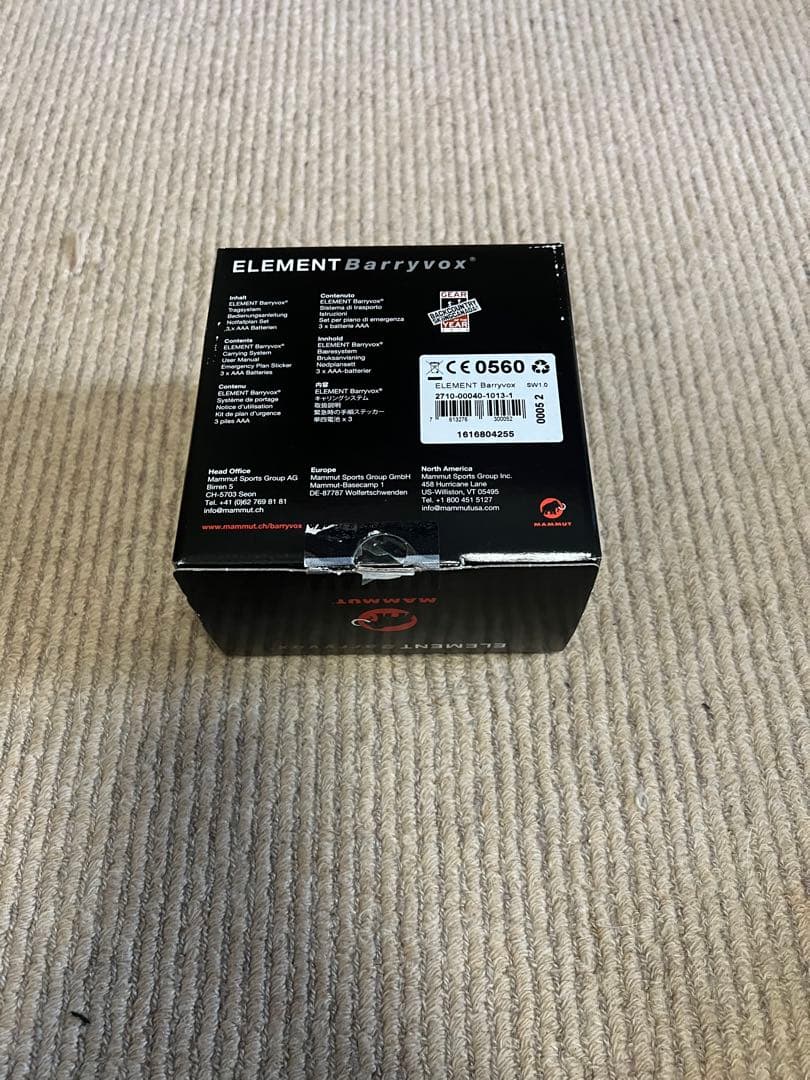 ELEMENT Barryvox®
Inhalt
ELEMENT Barryvox®
Tragsystem
Bedienungsanleitung
Notfallplan Set
3 x AAA Batterien
Contents
ELEMENT Barryvox®
Carrying System
User Manual
Emergency Plan Sticker
3 x AAA Batteries
Contenu
ELEMENT Barryvox®
Système de portage
Notice d'utilisation
Kit de plan d'urgence
3 piles AAA
Contenuto
ELEMENT Barryvox®
Sistema di trasporto
Istruzioni
Set per piano di emergenza
3 x batterie AAA
Innhold
ELEMENT Barryvox®
Bæresystem
Bruksanvisning
Nødplansett
3 x AAA-batterier
内容
ELEMENT Barryvox®
キャリングシステム
取扱説明
緊急時の手順ステッカー
単四電池 x 3
GEAR
BACKCOUNTRY
YEAR
CE 0560
ELEMENT Barryvox SW1.0
2710-00040-1013-1
7 613276 300052
0005 2
1616804255
Head Office
Mammut Sports Group AG
Birren 5
CH-5703 Seon
Tel. +41 (0)62 769 81 81
info@mammut.ch
www.mammut.ch/barryvox
Europe
Mammut Sports Group GmbH
Mammut-Basecamp 1
DE-87787 Wolfertschwenden
North America
Mammut Sports Group Inc.
458 Hurricane Lane
US-Williston, VT 05495
Tel. +1 800 451 5127
info@mammutusa.com
MAMMUT
MAMMUT
ELEMENT Barryvox